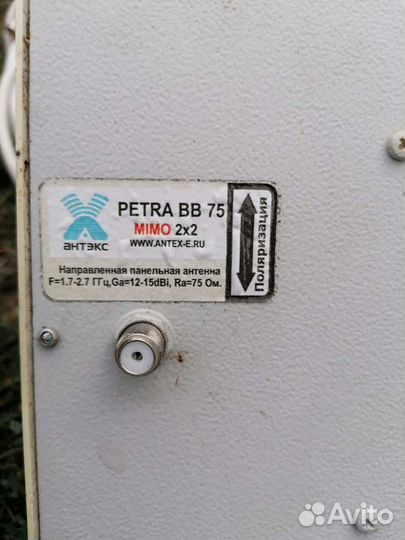 PETRA BB 75
MIMO 2x2
WWW.ANTEX-E.RU
АНТЭКС
Направленная панельная антенна
F=1.7-2.7 ГГц,Ga=12-15dBi, Ra=75 Ом.
Поляризация
Avito